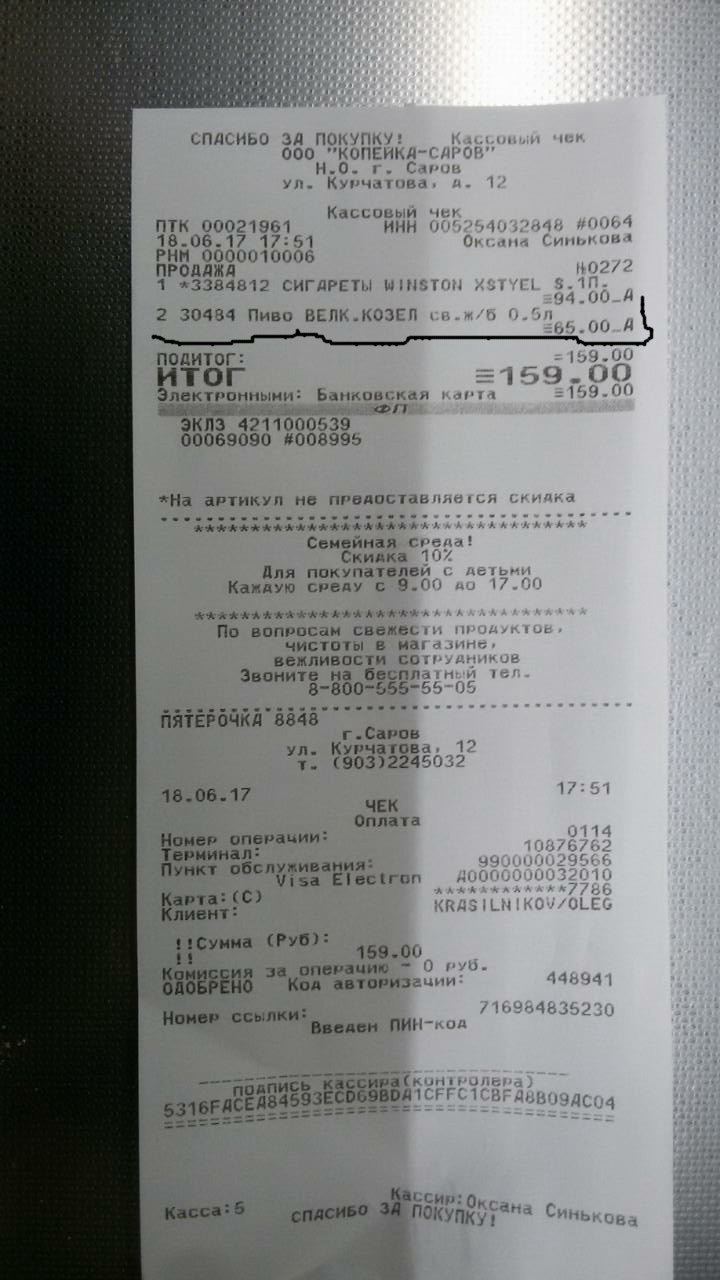 СПАСИБО ЗА ПОКУПКУ! Кассовый чек
ООО "КОПЕЙКА-САРОВ"
Н.О. г. Саров
ул. Курчатова, д. 12
Кассовый чек
ПТК 00021961 ИНН 005254032848 #0064
18.06.17 17:51 Оксана Синькова
РНМ 0000010006
ПРОДАЖА №0272
1 *3384812 СИГАРЕТЫ WINSTON XSTYEL S.1П.
≡94.00_А
2 30484 Пиво ВЕЛК.КОЗЕЛ св.ж/б 0.5л
≡65.00_А
ПОДИТОГ: =159.00
ИТОГ ≡159.00
Электронными: Банковская карта ≡159.00
ФП
ЭКЛЗ 4211000539
00069090 #008995
*На артикул не предоставляется скидка
************************************
Семейная среда!
Скидка 10%
Для покупателей с детьми
Каждую среду с 9.00 до 17.00
************************************
По вопросам свежести продуктов,
чистоты в магазине,
вежливости сотрудников
Звоните на бесплатный тел.
8-800-555-55-05
ПЯТЕРОЧКА 8848
г.Саров
ул. Курчатова, 12
т. (903)2245032
18.06.17 17:51
ЧЕК
Оплата
Номер операции: 0114
Терминал: 10876762
Пункт обслуживания: 990000029566
Visa Electron A0000000032010
Карта:(C) ************7786
Клиент: KRASILNIKOV/OLEG
!!Сумма (Руб):
!! 159.00
Комиссия за операцию - 0 руб.
ОДОБРЕНО Код авторизации: 448941
Номер ссылки: 716984835230
Введен ПИН-код
подпись кассира(контролера)
5316FACEA84593ECD69BDA1CFFC1CBFA8B09AC04
Касса:5 Кассир:Оксана Синькова
СПАСИБО ЗА ПОКУПКУ!